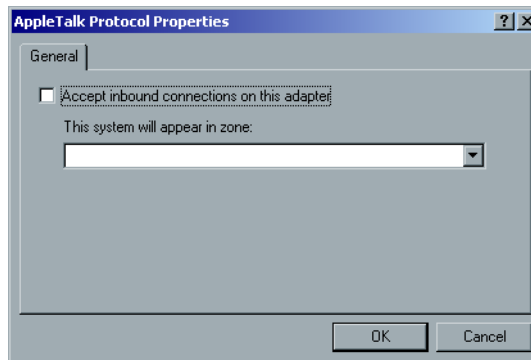 AppleTalk Protocol Properties
General
Accept inbound connections on this adapter
This system will appear in zone:
OK
Cancel